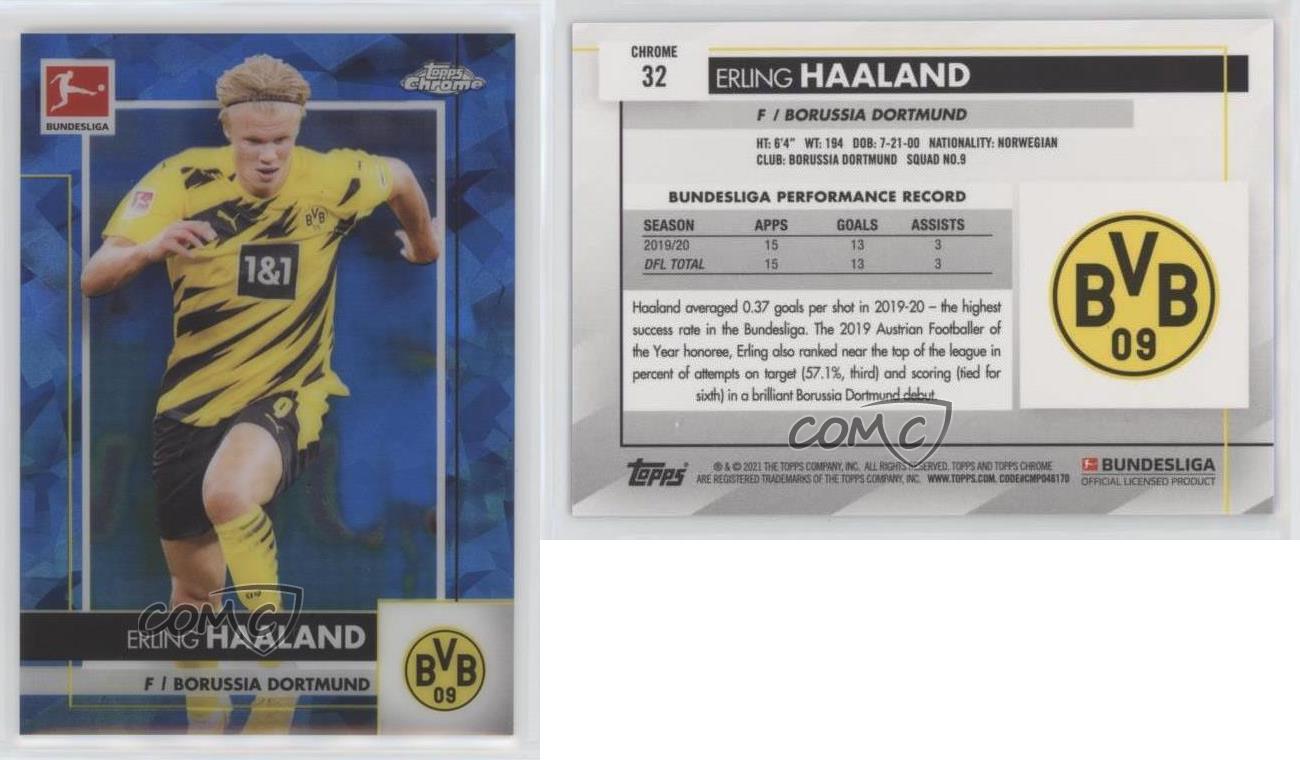 BUNDESLIGA
Topps
Chrome
BVB
09
1&1
9
COMC
ERLING HAALAND
F / BORUSSIA DORTMUND
BVB
09
CHROME
32
ERLING HAALAND
F / BORUSSIA DORTMUND
HT: 6'4" WT: 194 DOB: 7-21-00 NATIONALITY: NORWEGIAN
CLUB: BORUSSIA DORTMUND SQUAD NO.9
BUNDESLIGA PERFORMANCE RECORD
SEASON APPS GOALS ASSISTS
2019/20 15 13 3
DFL TOTAL 15 13 3
Haaland averaged 0.37 goals per shot in 2019-20 – the highest
success rate in the Bundesliga. The 2019 Austrian Footballer of
the Year honoree, Erling also ranked near the top of the league in
percent of attempts on target (57.1%, third) and scoring (tied for
sixth) in a brilliant Borussia Dortmund debut.
BVB
09
COMC
Topps
® & © 2021 THE TOPPS COMPANY, INC. ALL RIGHTS RESERVED. TOPPS AND TOPPS CHROME
ARE REGISTERED TRADEMARKS OF THE TOPPS COMPANY, INC. WWW.TOPPS.COM. CODE#CMP046170
BUNDESLIGA
OFFICIAL LICENSED PRODUCT